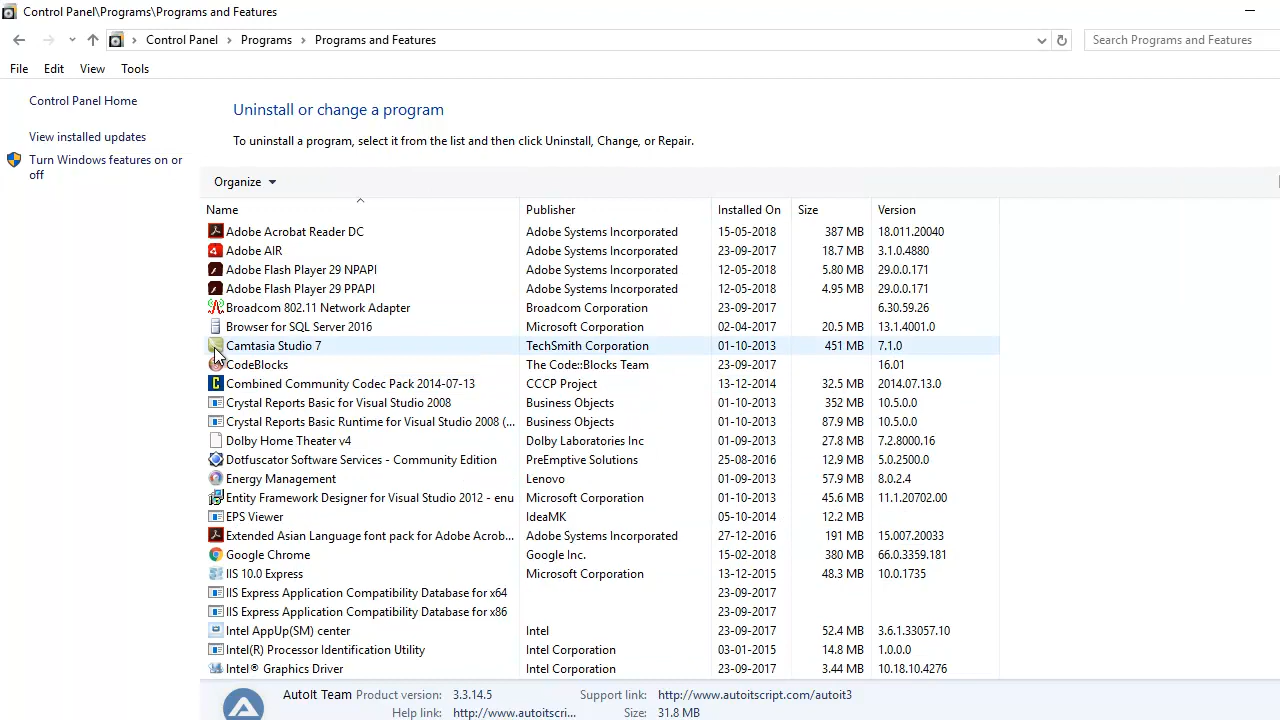 Control Panel\Programs\Programs and Features
Control Panel > Programs > Programs and Features Search Programs and Features
File Edit View Tools
Control Panel Home
View installed updates
Turn Windows features on or
off
Uninstall or change a program
To uninstall a program, select it from the list and then click Uninstall, Change, or Repair.
Organize
Name Publisher Installed On Size Version
Adobe Acrobat Reader DC Adobe Systems Incorporated 15-05-2018 387 MB 18.011.20040
Adobe AIR Adobe Systems Incorporated 23-09-2017 18.7 MB 3.1.0.4880
Adobe Flash Player 29 NPAPI Adobe Systems Incorporated 12-05-2018 5.80 MB 29.0.0.171
Adobe Flash Player 29 PPAPI Adobe Systems Incorporated 12-05-2018 4.95 MB 29.0.0.171
Broadcom 802.11 Network Adapter Broadcom Corporation 23-09-2017 6.30.59.26
Browser for SQL Server 2016 Microsoft Corporation 02-04-2017 20.5 MB 13.1.4001.0
Camtasia Studio 7 TechSmith Corporation 01-10-2013 451 MB 7.1.0
CodeBlocks The Code::Blocks Team 23-09-2017 16.01
Combined Community Codec Pack 2014-07-13 CCCP Project 13-12-2014 32.5 MB 2014.07.13.0
Crystal Reports Basic for Visual Studio 2008 Business Objects 01-10-2013 352 MB 10.5.0.0
Crystal Reports Basic Runtime for Visual Studio 2008 (... Business Objects 01-10-2013 87.9 MB 10.5.0.0
Dolby Home Theater v4 Dolby Laboratories Inc 01-09-2013 27.8 MB 7.2.8000.16
Dotfuscator Software Services - Community Edition PreEmptive Solutions 25-08-2016 12.9 MB 5.0.2500.0
Energy Management Lenovo 01-09-2013 57.9 MB 8.0.2.4
Entity Framework Designer for Visual Studio 2012 - enu Microsoft Corporation 01-10-2013 45.6 MB 11.1.20702.00
EPS Viewer IdeaMK 05-10-2014 12.2 MB
Extended Asian Language font pack for Adobe Acrob... Adobe Systems Incorporated 27-12-2016 191 MB 15.007.20033
Google Chrome Google Inc. 15-02-2018 380 MB 66.0.3359.181
IIS 10.0 Express Microsoft Corporation 13-12-2015 48.3 MB 10.0.1735
IIS Express Application Compatibility Database for x64 23-09-2017
IIS Express Application Compatibility Database for x86 23-09-2017
Intel AppUp(SM) center Intel 23-09-2017 52.4 MB 3.6.1.33057.10
Intel(R) Processor Identification Utility Intel Corporation 03-01-2015 14.8 MB 1.0.0.0
Intel® Graphics Driver Intel Corporation 23-09-2017 3.44 MB 10.18.10.4276
AutoIt Team Product version: 3.3.14.5 Support link: http://www.autoitscript.com/autoit3
Help link: http://www.autoitscri... Size: 31.8 MB